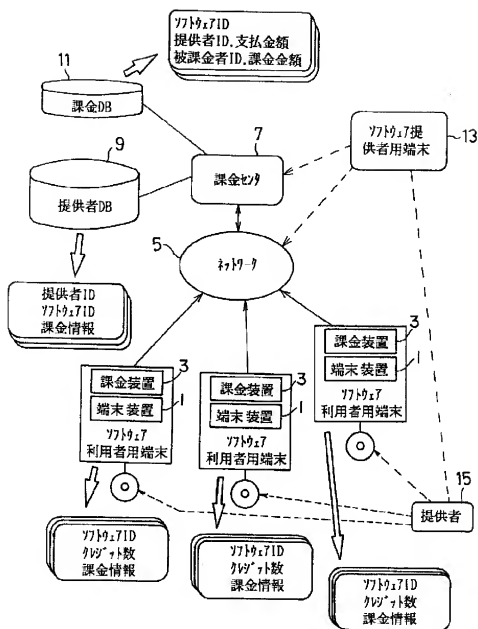 ソフトウェアID
提供者ID.支払金額
被課金者ID.課金金額
11
課金DB
9
提供者DB
7
課金センタ
ソフトウェア提
供者用端末
13
5
ネットワーク
提供者ID
ソフトウェアID
課金情報
課金装置
3
端末装置
1
ソフトウェア
利用者用端末
課金装置
3
端末装置
1
ソフトウェア
利用者用端末
課金装置
3
端末装置
1
ソフトウェア
利用者用端末
15
提供者
ソフトウェアID
クレジット数
課金情報
ソフトウェアID
クレジット数
課金情報
ソフトウェアID
クレジット数
課金情報